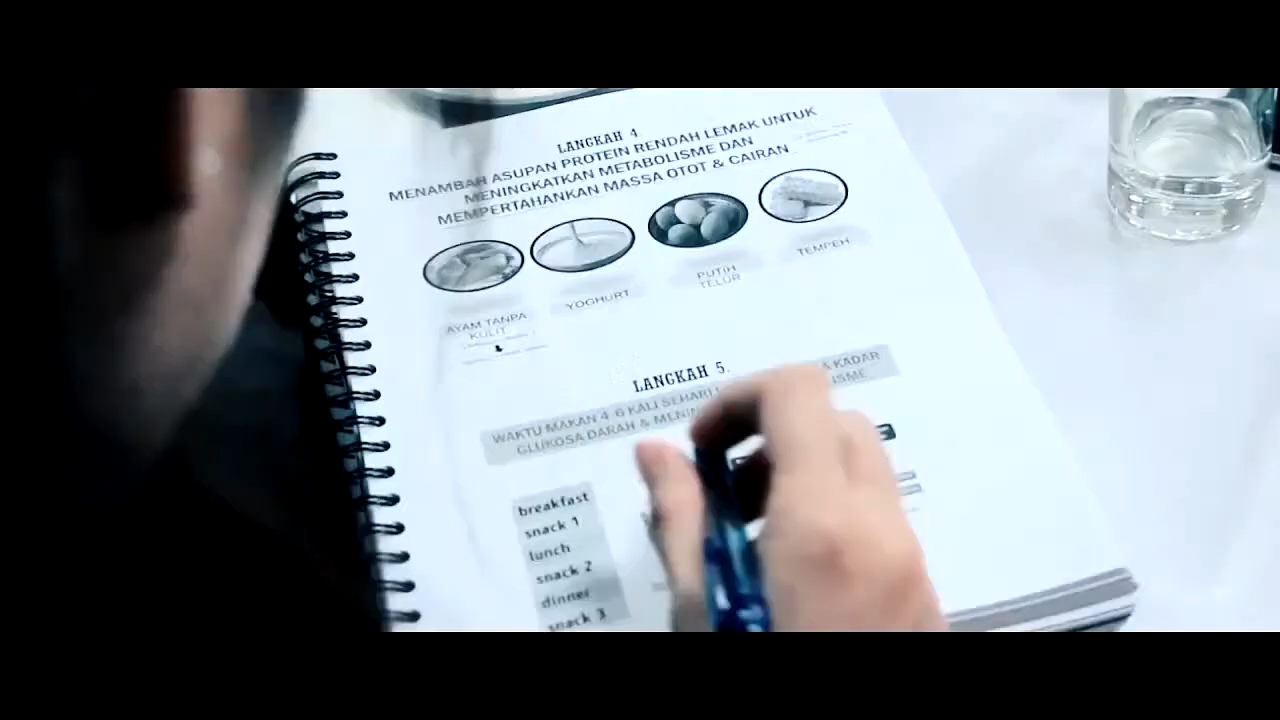 LANGKAH 4
MENAMBAH ASUPAN PROTEIN RENDAH LEMAK UNTUK
MENINGKATKAN METABOLISME DAN
MEMPERTAHANKAN MASSA OTOT & CAIRAN
AYAM TANPA
KULIT
YOGHURT
PUTIH
TELUR
TEMPEH
LANGKAH 5.
WAKTU MAKAN 4-6 KALI SEHARI KADAR
GLUKOSA DARAH &
breakfast
snack 1
lunch
snack 2
dinner
snack 3